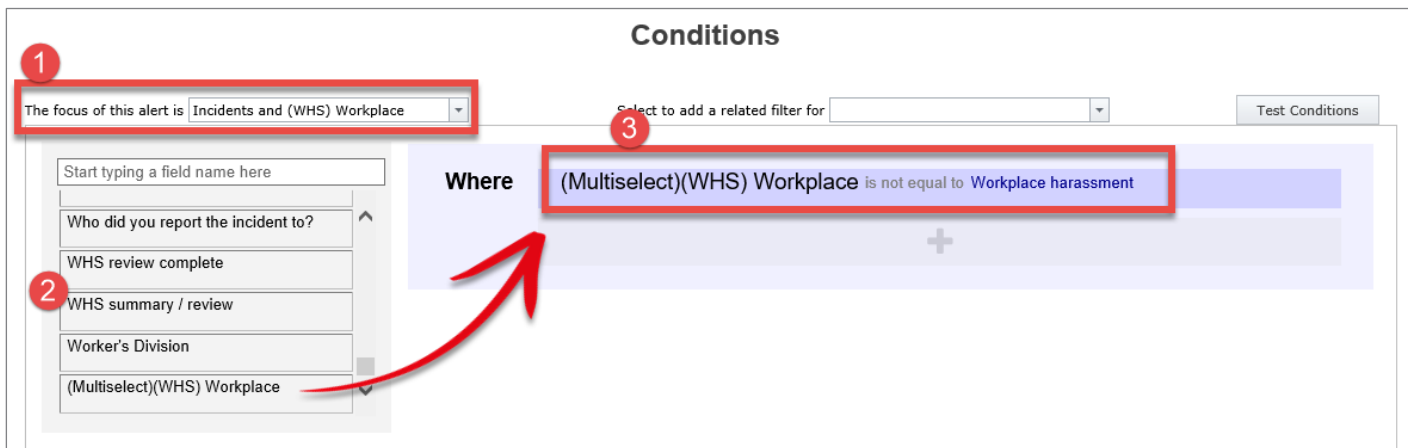 Conditions
1
The focus of this alert is Incidents and (WHS) Workplace
Select to add a related filter for
Test Conditions
3
Start typing a field name here
Where (Multiselect)(WHS) Workplace is not equal to Workplace harassment
Who did you report the incident to?
WHS review complete
2
WHS summary / review
Worker's Division
(Multiselect)(WHS) Workplace